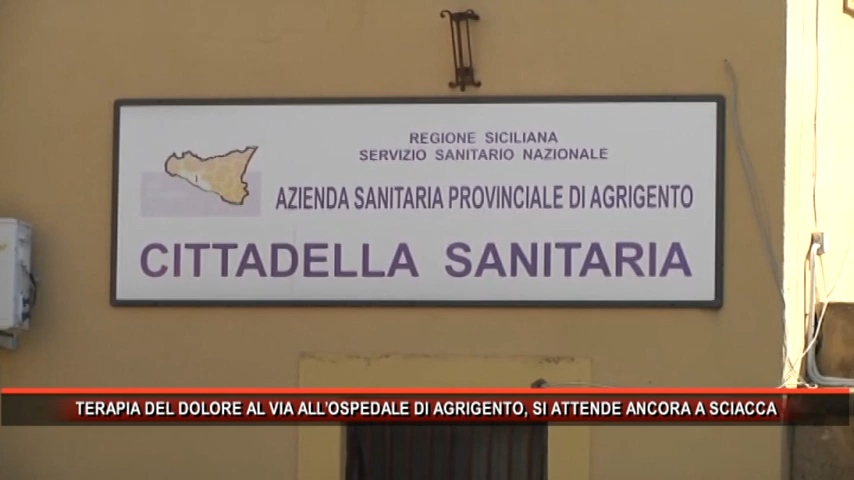 REGIONE SICILIANA
SERVIZIO SANITARIO NAZIONALE
AZIENDA SANITARIA PROVINCIALE DI AGRIGENTO
CITTADELLA SANITARIA
TERAPIA DEL DOLORE AL VIA ALL'OSPEDALE DI AGRIGENTO, SI ATTENDE ANCORA A SCIACCA